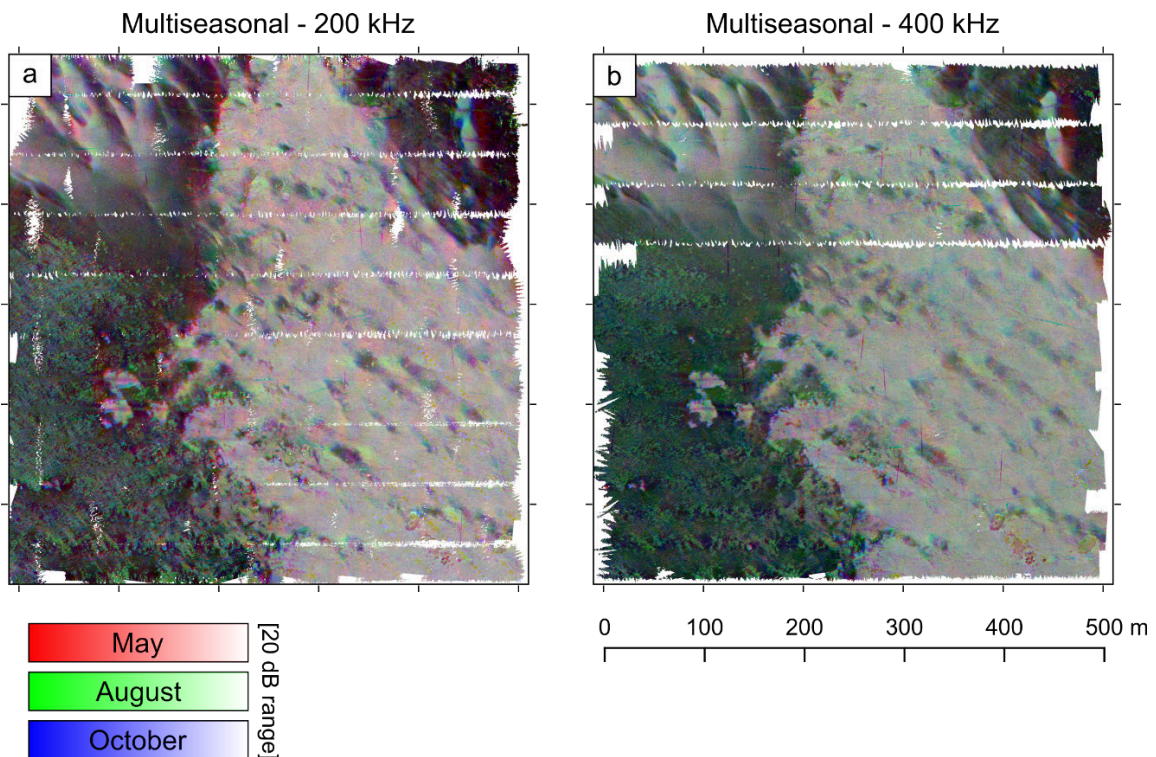 Multiseasonal - 200 kHz
Multiseasonal - 400 kHz
a
b
May
August
October
[20 dB range]
0 100 200 300 400 500 m